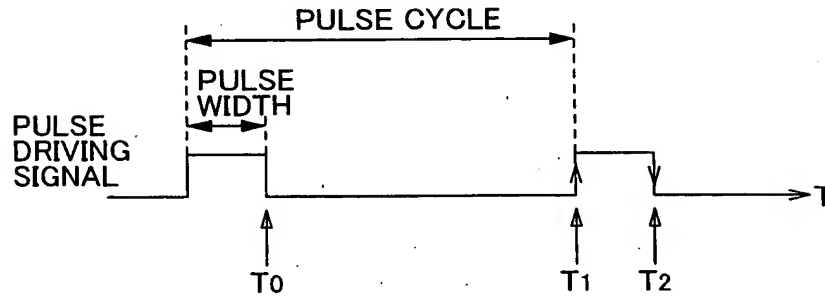 PULSE CYCLE
PULSE
WIDTH
PULSE
DRIVING
SIGNAL
T
T0
T1
T2